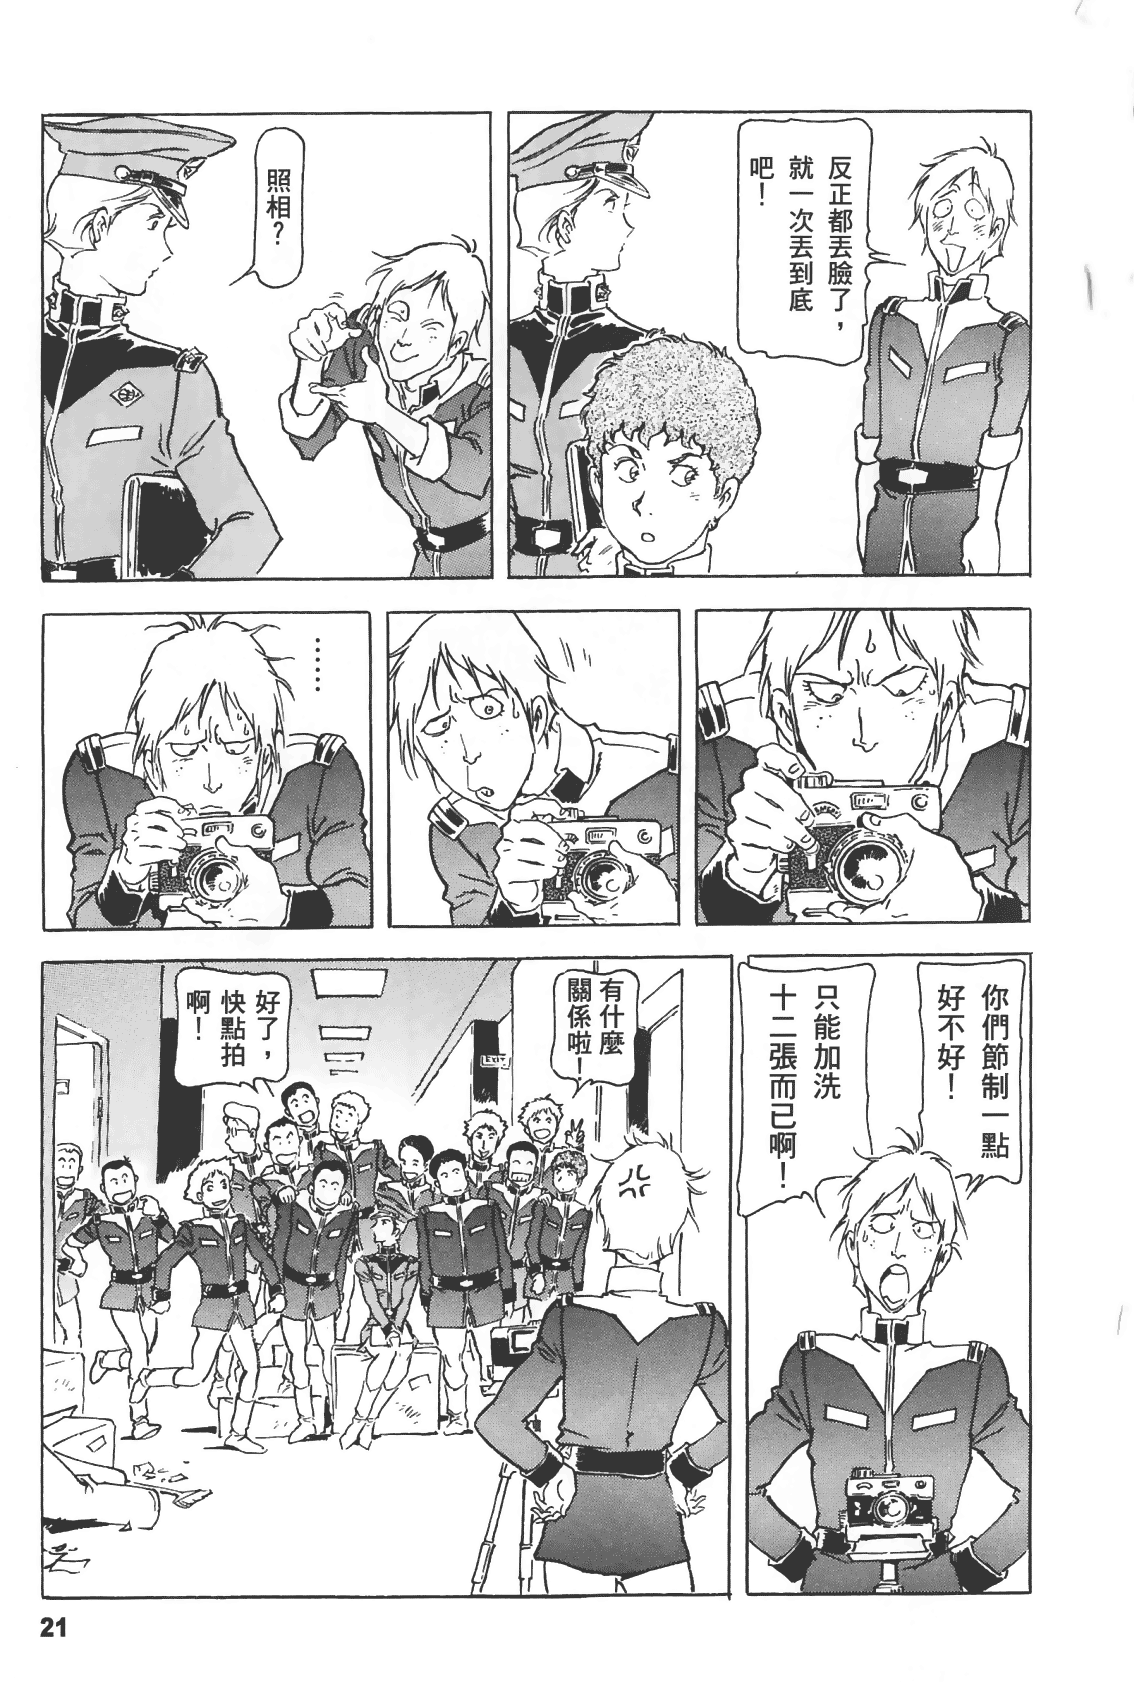 反正都丟臉了，
就一次丟到底
吧！
照相？
……
你們節制一點
好不好！
只能加洗
十二張而已啊！
有什麼
關係啦！
好了，
快點拍
啊！
EXIT
21